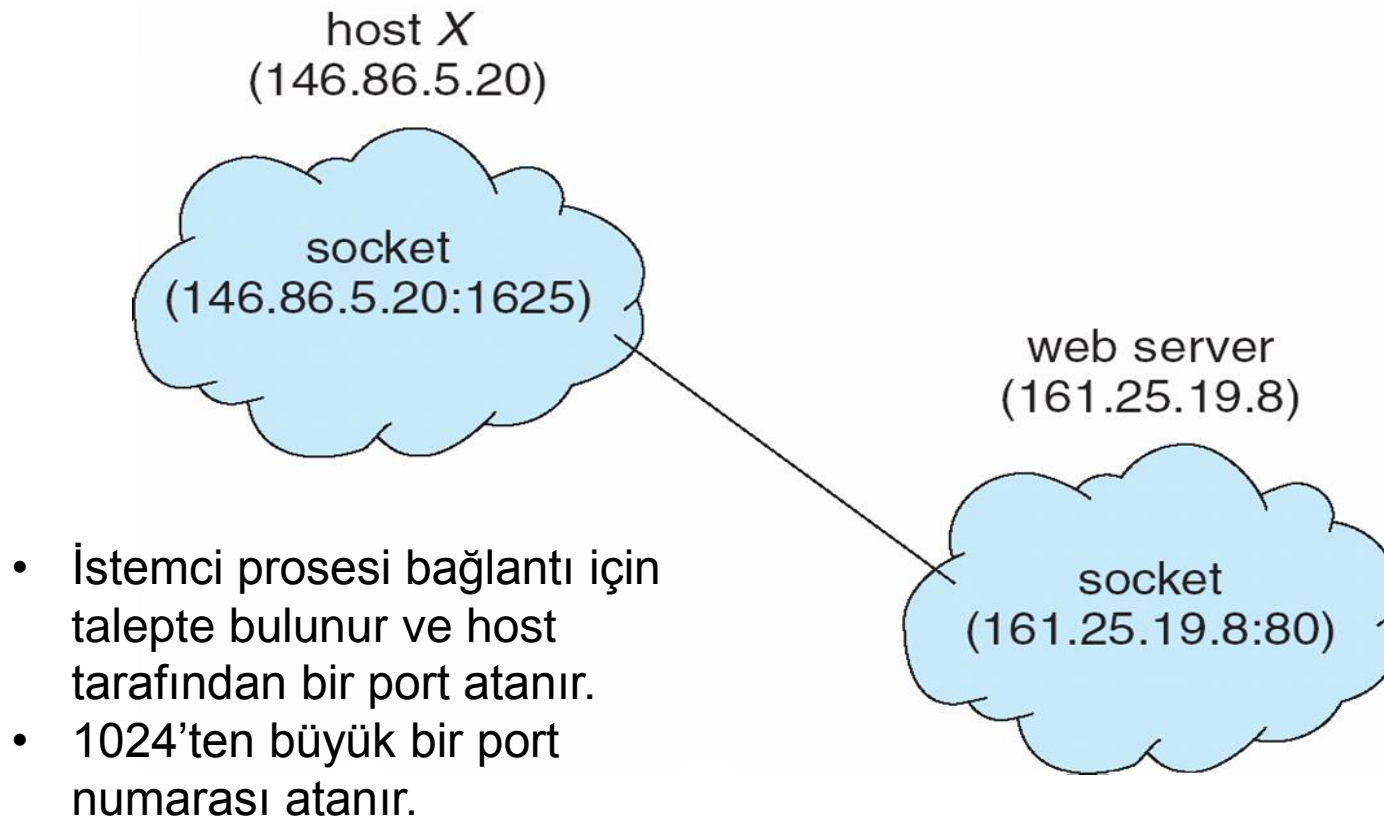 host X
(146.86.5.20)
socket
(146.86.5.20:1625)
web server
(161.25.19.8)
socket
(161.25.19.8:80)
• İstemci prosesi bağlantı için
talepte bulunur ve host
tarafından bir port atanır.
• 1024’ten büyük bir port
numarası atanır.